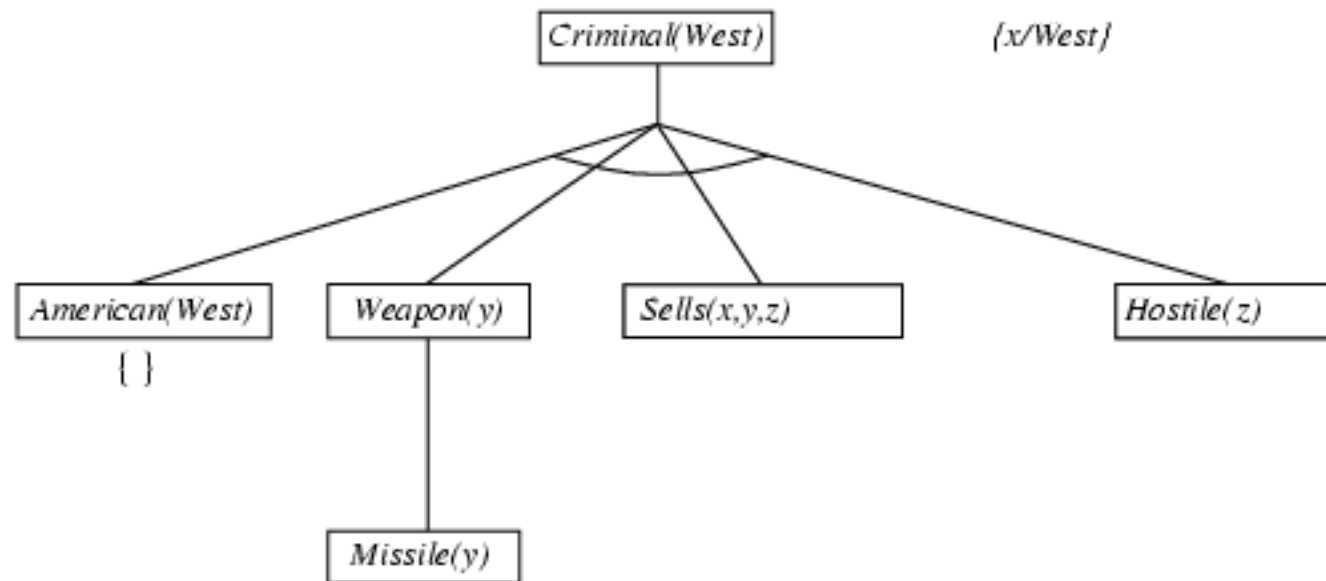 Criminal(West)
{x/West}
American(West)
Weapon(y)
Sells(x,y,z)
Hostile(z)
{ }
Missile(y)